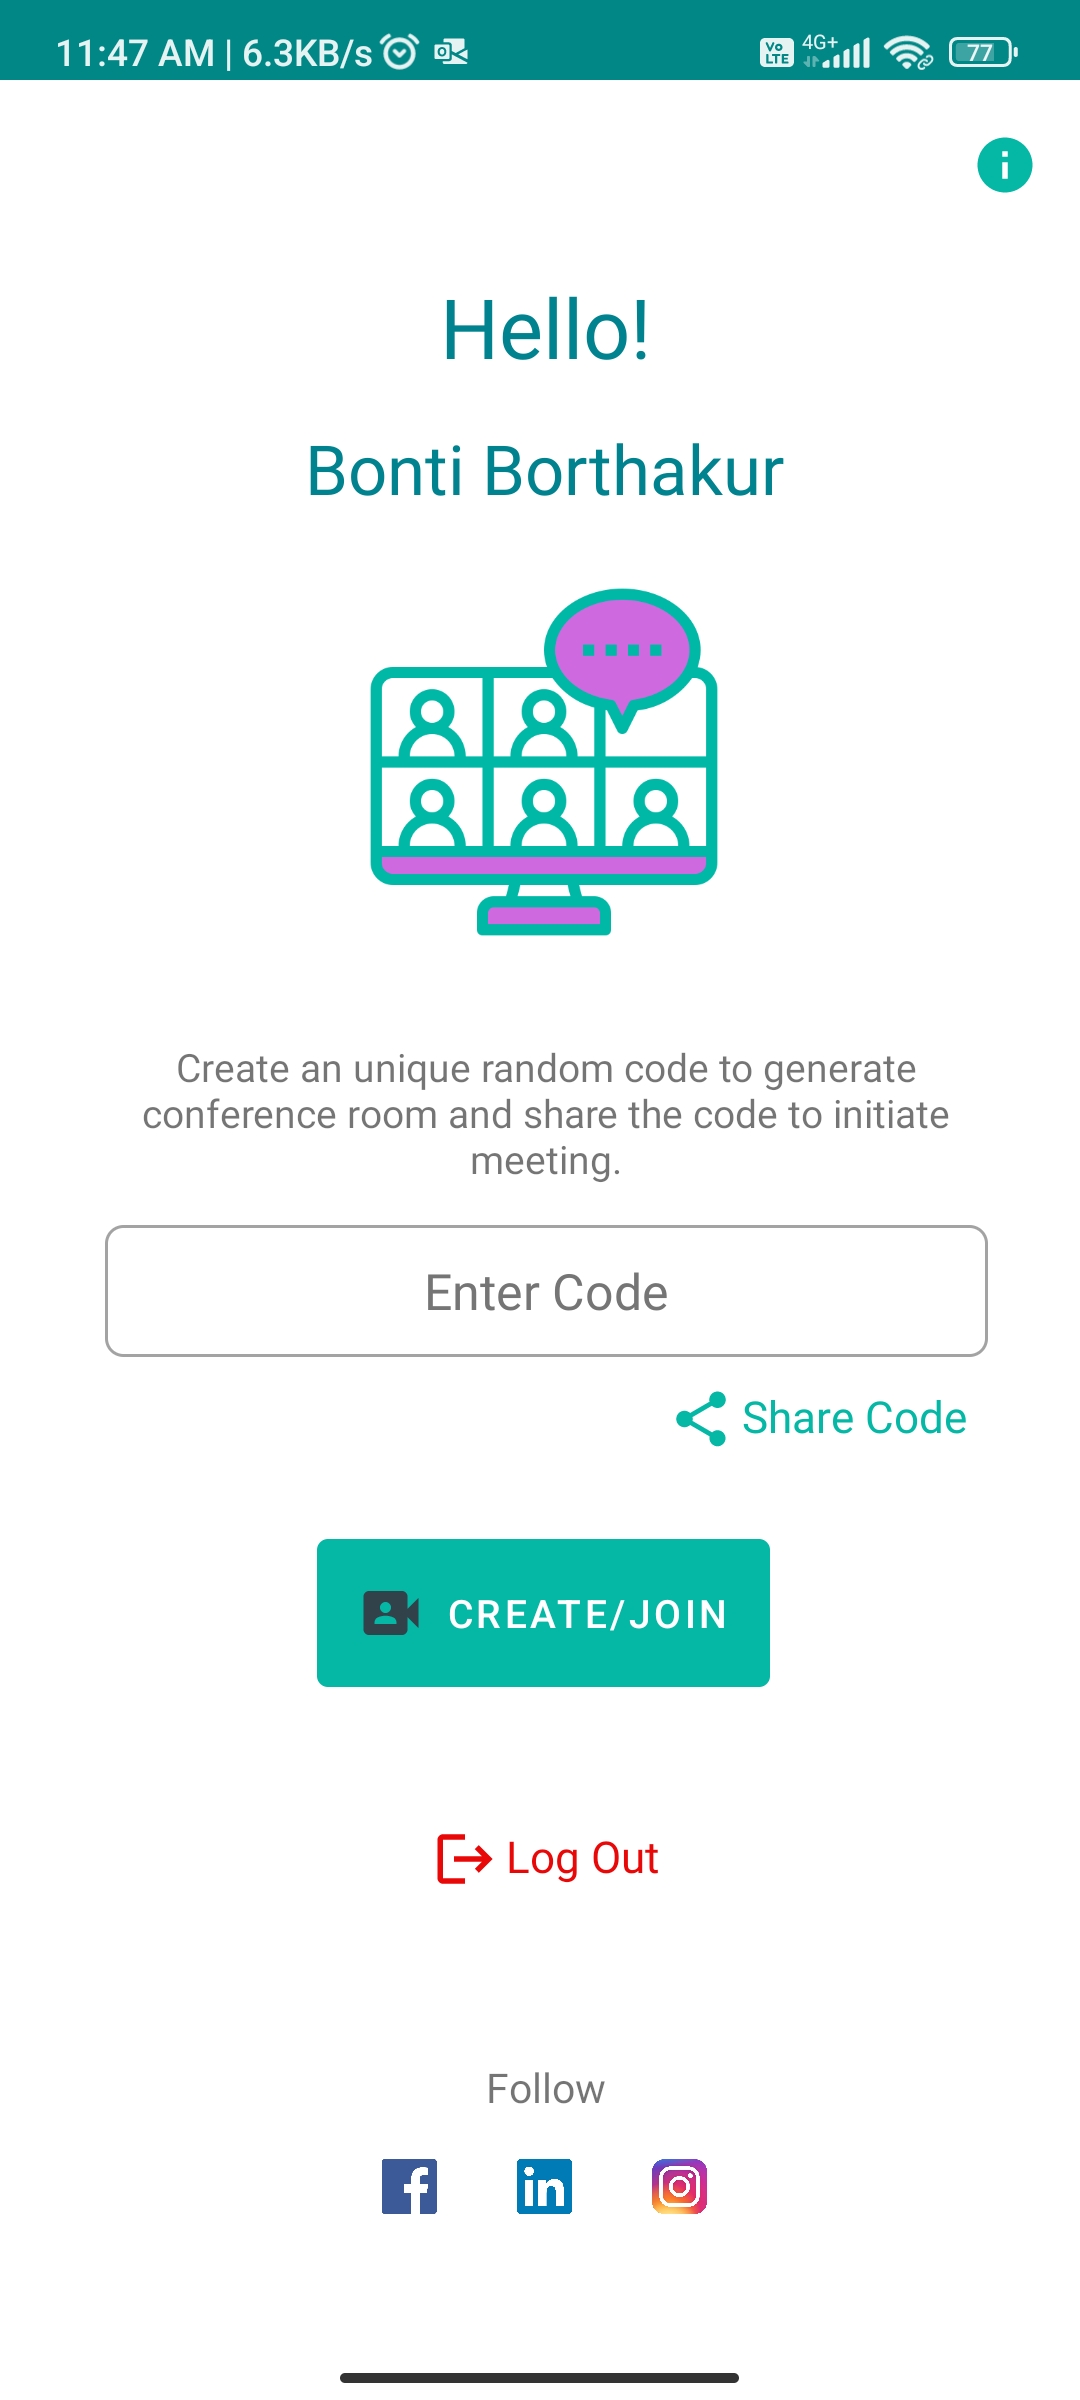 11:47 AM | 6.3KB/s
Vo LTE 4G+ 77
Hello!
Bonti Borthakur
Create an unique random code to generate
conference room and share the code to initiate
meeting.
Enter Code
Share Code
CREATE/JOIN
Log Out
Follow